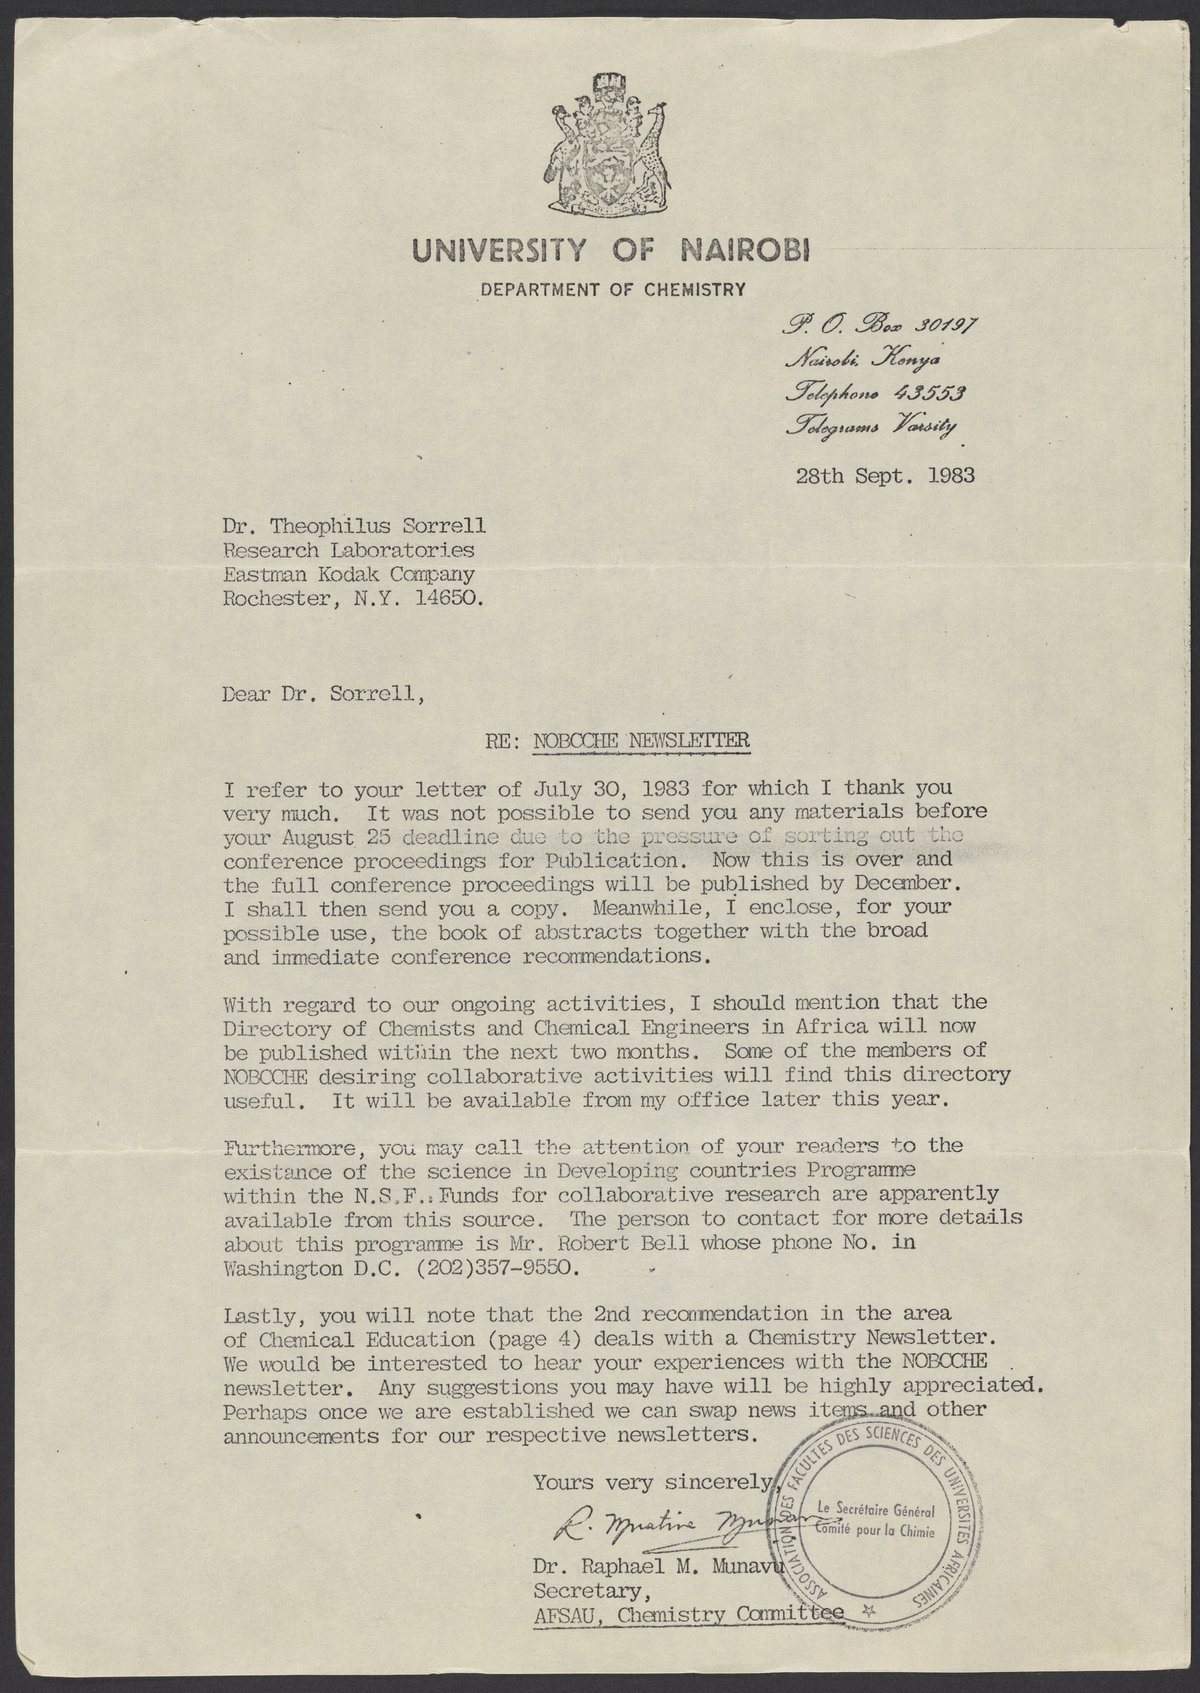 UNIVERSITY OF NAIROBI
DEPARTMENT OF CHEMISTRY
P. O. Box 30197
Nairobi, Kenya
Telephone 43553
Telegrams Varsity
28th Sept. 1983
Dr. Theophilus Sorrell
Research Laboratories
Eastman Kodak Company
Rochester, N.Y. 14650.
Dear Dr. Sorrell,
RE: NOBCCHE NEWSLETTER
I refer to your letter of July 30, 1983 for which I thank you
very much. It was not possible to send you any materials before
your August 25 deadline due to the pressure of sorting out the
conference proceedings for Publication. Now this is over and
the full conference proceedings will be published by December.
I shall then send you a copy. Meanwhile, I enclose, for your
possible use, the book of abstracts together with the broad
and immediate conference recommendations.
With regard to our ongoing activities, I should mention that the
Directory of Chemists and Chemical Engineers in Africa will now
be published within the next two months. Some of the members of
NOBCCHE desiring collaborative activities will find this directory
useful. It will be available from my office later this year.
Furthermore, you may call the attention of your readers to the
existance of the science in Developing countries Programme
within the N.S.F.. Funds for collaborative research are apparently
available from this source. The person to contact for more details
about this programme is Mr. Robert Bell whose phone No. in
Washington D.C. (202)357-9550.
Lastly, you will note that the 2nd recommendation in the area
of Chemical Education (page 4) deals with a Chemistry Newsletter.
We would be interested to hear your experiences with the NOBCCHE
newsletter. Any suggestions you may have will be highly appreciated.
Perhaps once we are established we can swap news items and other
announcements for our respective newsletters.
Yours very sincerely,
R. Mwativa Munavu
Dr. Raphael M. Munavu
Secretary,
AFSAU, Chemistry Committee
ASSOCIATION DES FACULTES DES SCIENCES DES UNIVERSITES AFRICAINES
Le Secrétaire Général
Comité pour la Chimie